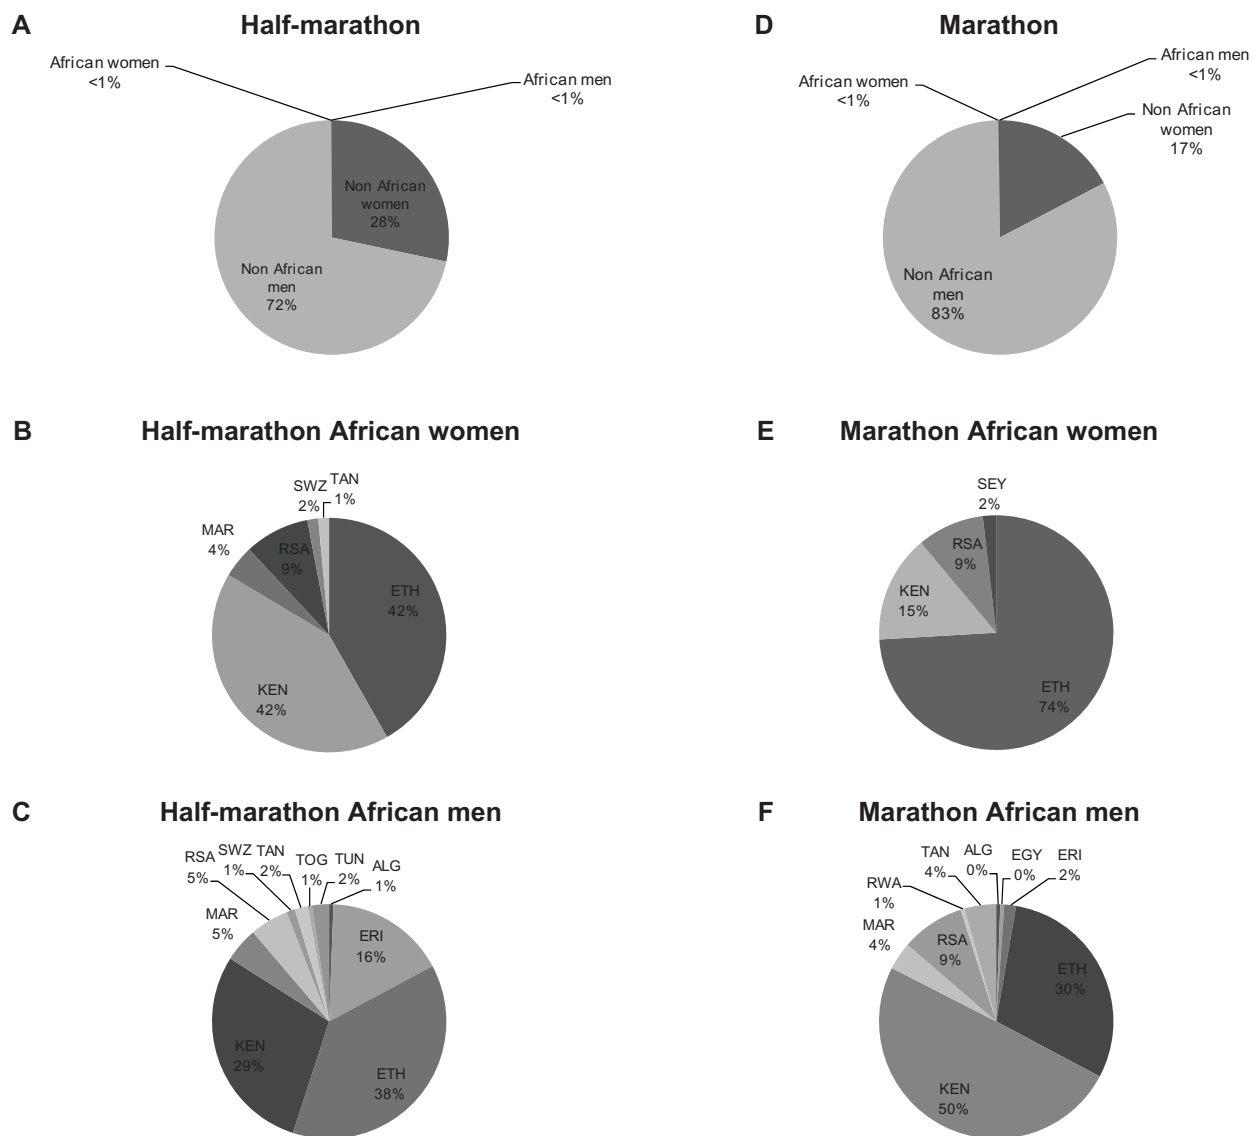 A
Half-marathon
African women
<1%
African men
<1%
Non African
women
28%
Non African
men
72%
D
Marathon
African men
<1%
African women
<1%
Non African
women
17%
Non African
men
83%
B
Half-marathon African women
SWZ
2%
TAN
1%
MAR
4%
RSA
9%
ETH
42%
KEN
42%
E
Marathon African women
SEY
2%
RSA
9%
KEN
15%
ETH
74%
C
Half-marathon African men
RSA
5%
SWZ
1%
TAN
2%
TOG
1%
TUN
2%
ALG
1%
MAR
5%
ERI
16%
KEN
29%
ETH
38%
F
Marathon African men
TAN
4%
ALG
0%
EGY
0%
ERI
2%
RWA
1%
MAR
4%
RSA
9%
ETH
30%
KEN
50%